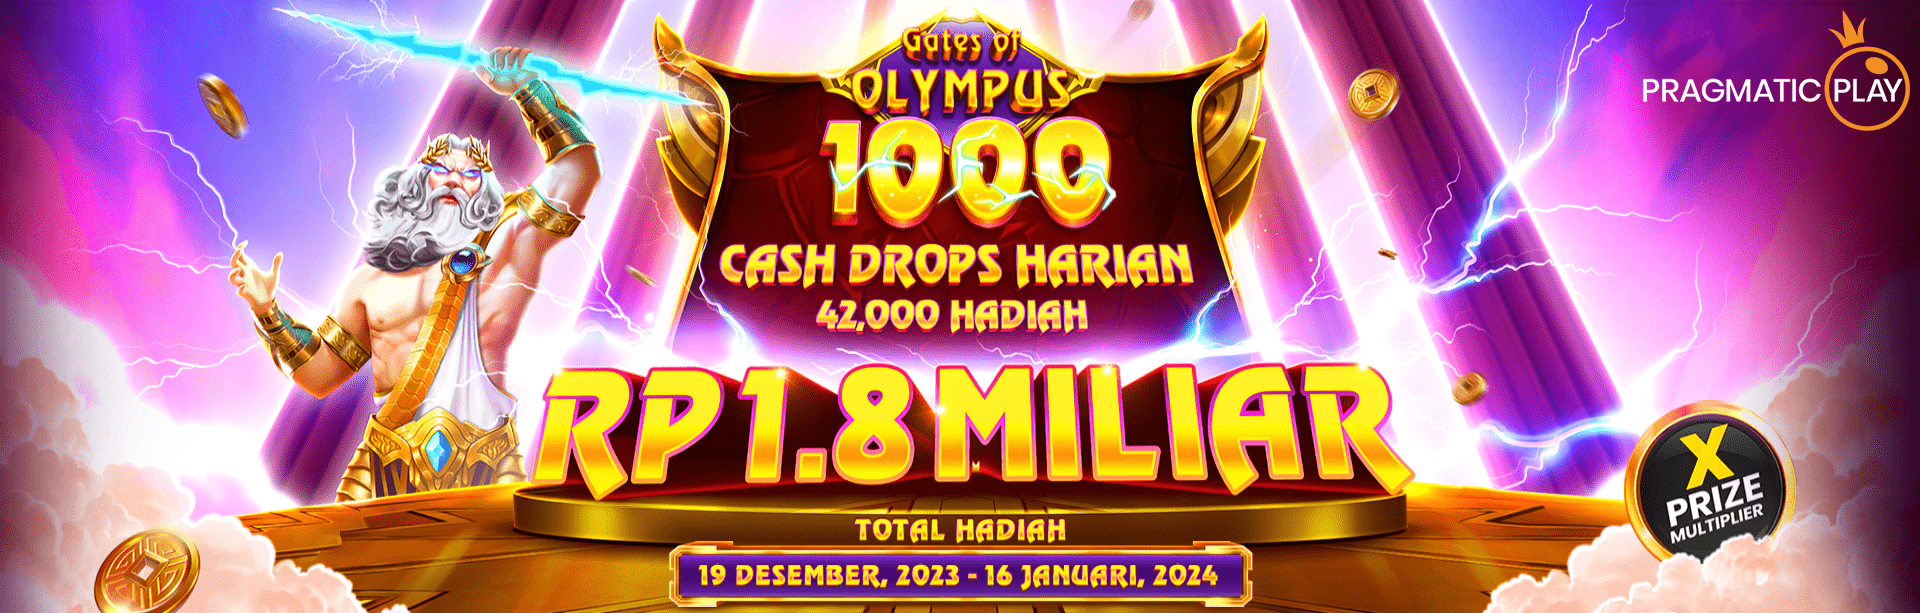 Gates of
OLYMPUS
1000
CASH DROPS HARIAN
42,000 HADIAH
RP1.8 MILIAR
TOTAL HADIAH
19 DESEMBER, 2023 - 16 JANUARI, 2024
PRAGMATIC PLAY
X
PRIZE
MULTIPLIER